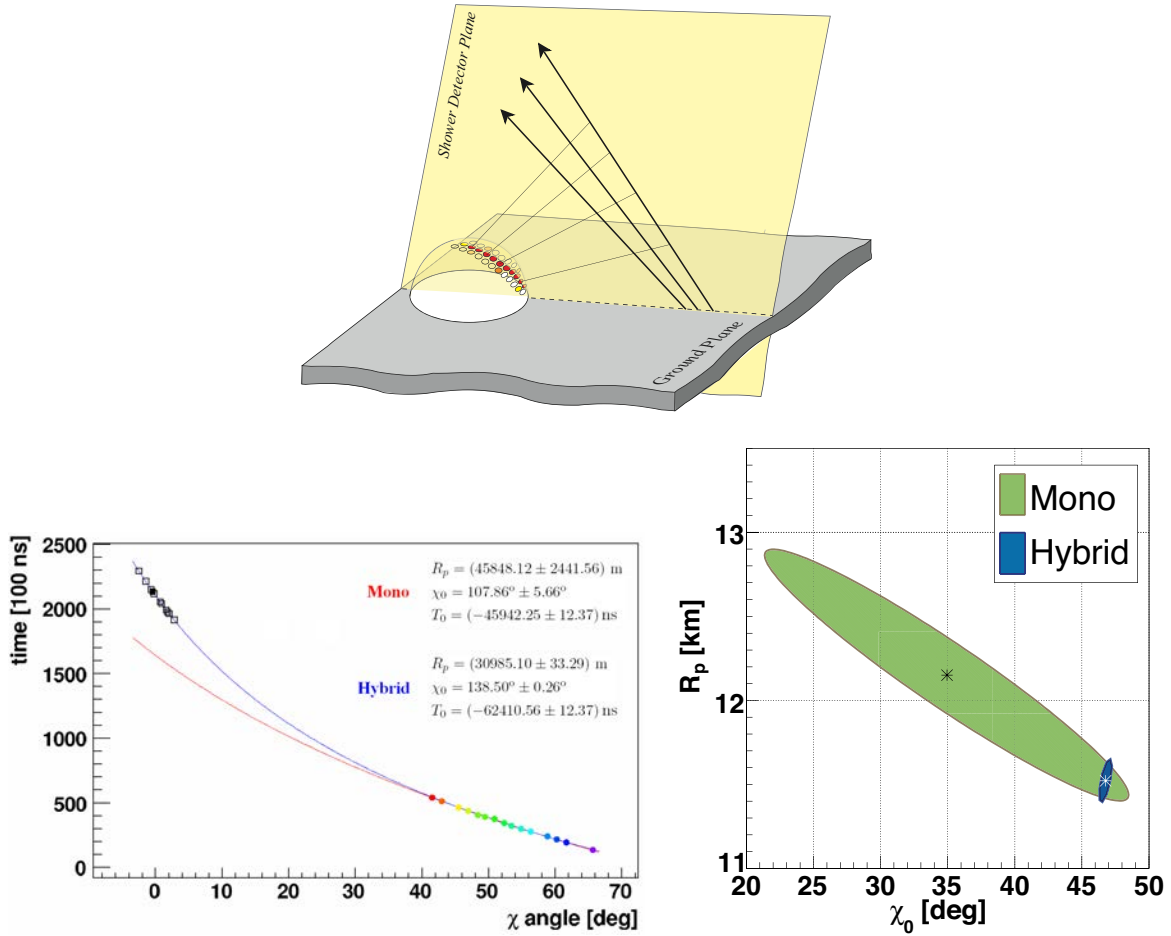 Shower Detector Plane
Ground Plane
time [100 ns]
2500
2000
1500
1000
500
0
0 10 20 30 40 50 60 70
χ angle [deg]
Mono
R_p = (45848.12 ± 2441.56) m
χ₀ = 107.86° ± 5.66°
T₀ = (−45942.25 ± 12.37) ns
Hybrid
R_p = (30985.10 ± 33.29) m
χ₀ = 138.50° ± 0.26°
T₀ = (−62410.56 ± 12.37) ns
Mono
Hybrid
R_p [km]
13
12
11
20 25 30 35 40 45 50
χ₀ [deg]